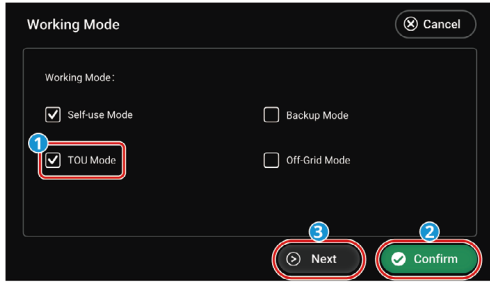 Working Mode
Cancel
Working Mode:
Self-use Mode
Backup Mode
1
TOU Mode
Off-Grid Mode
3
2
Next
Confirm